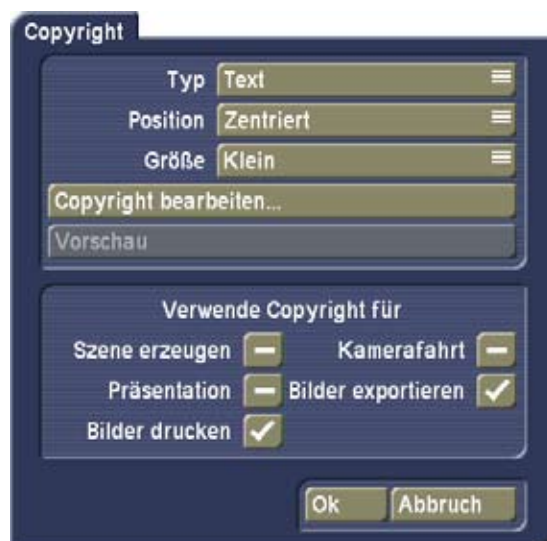 Copyright
Typ Text
Position Zentriert
Größe Klein
Copyright bearbeiten...
Vorschau
Verwende Copyright für
Szene erzeugen Kamerafahrt
Präsentation Bilder exportieren
Bilder drucken
Ok Abbruch